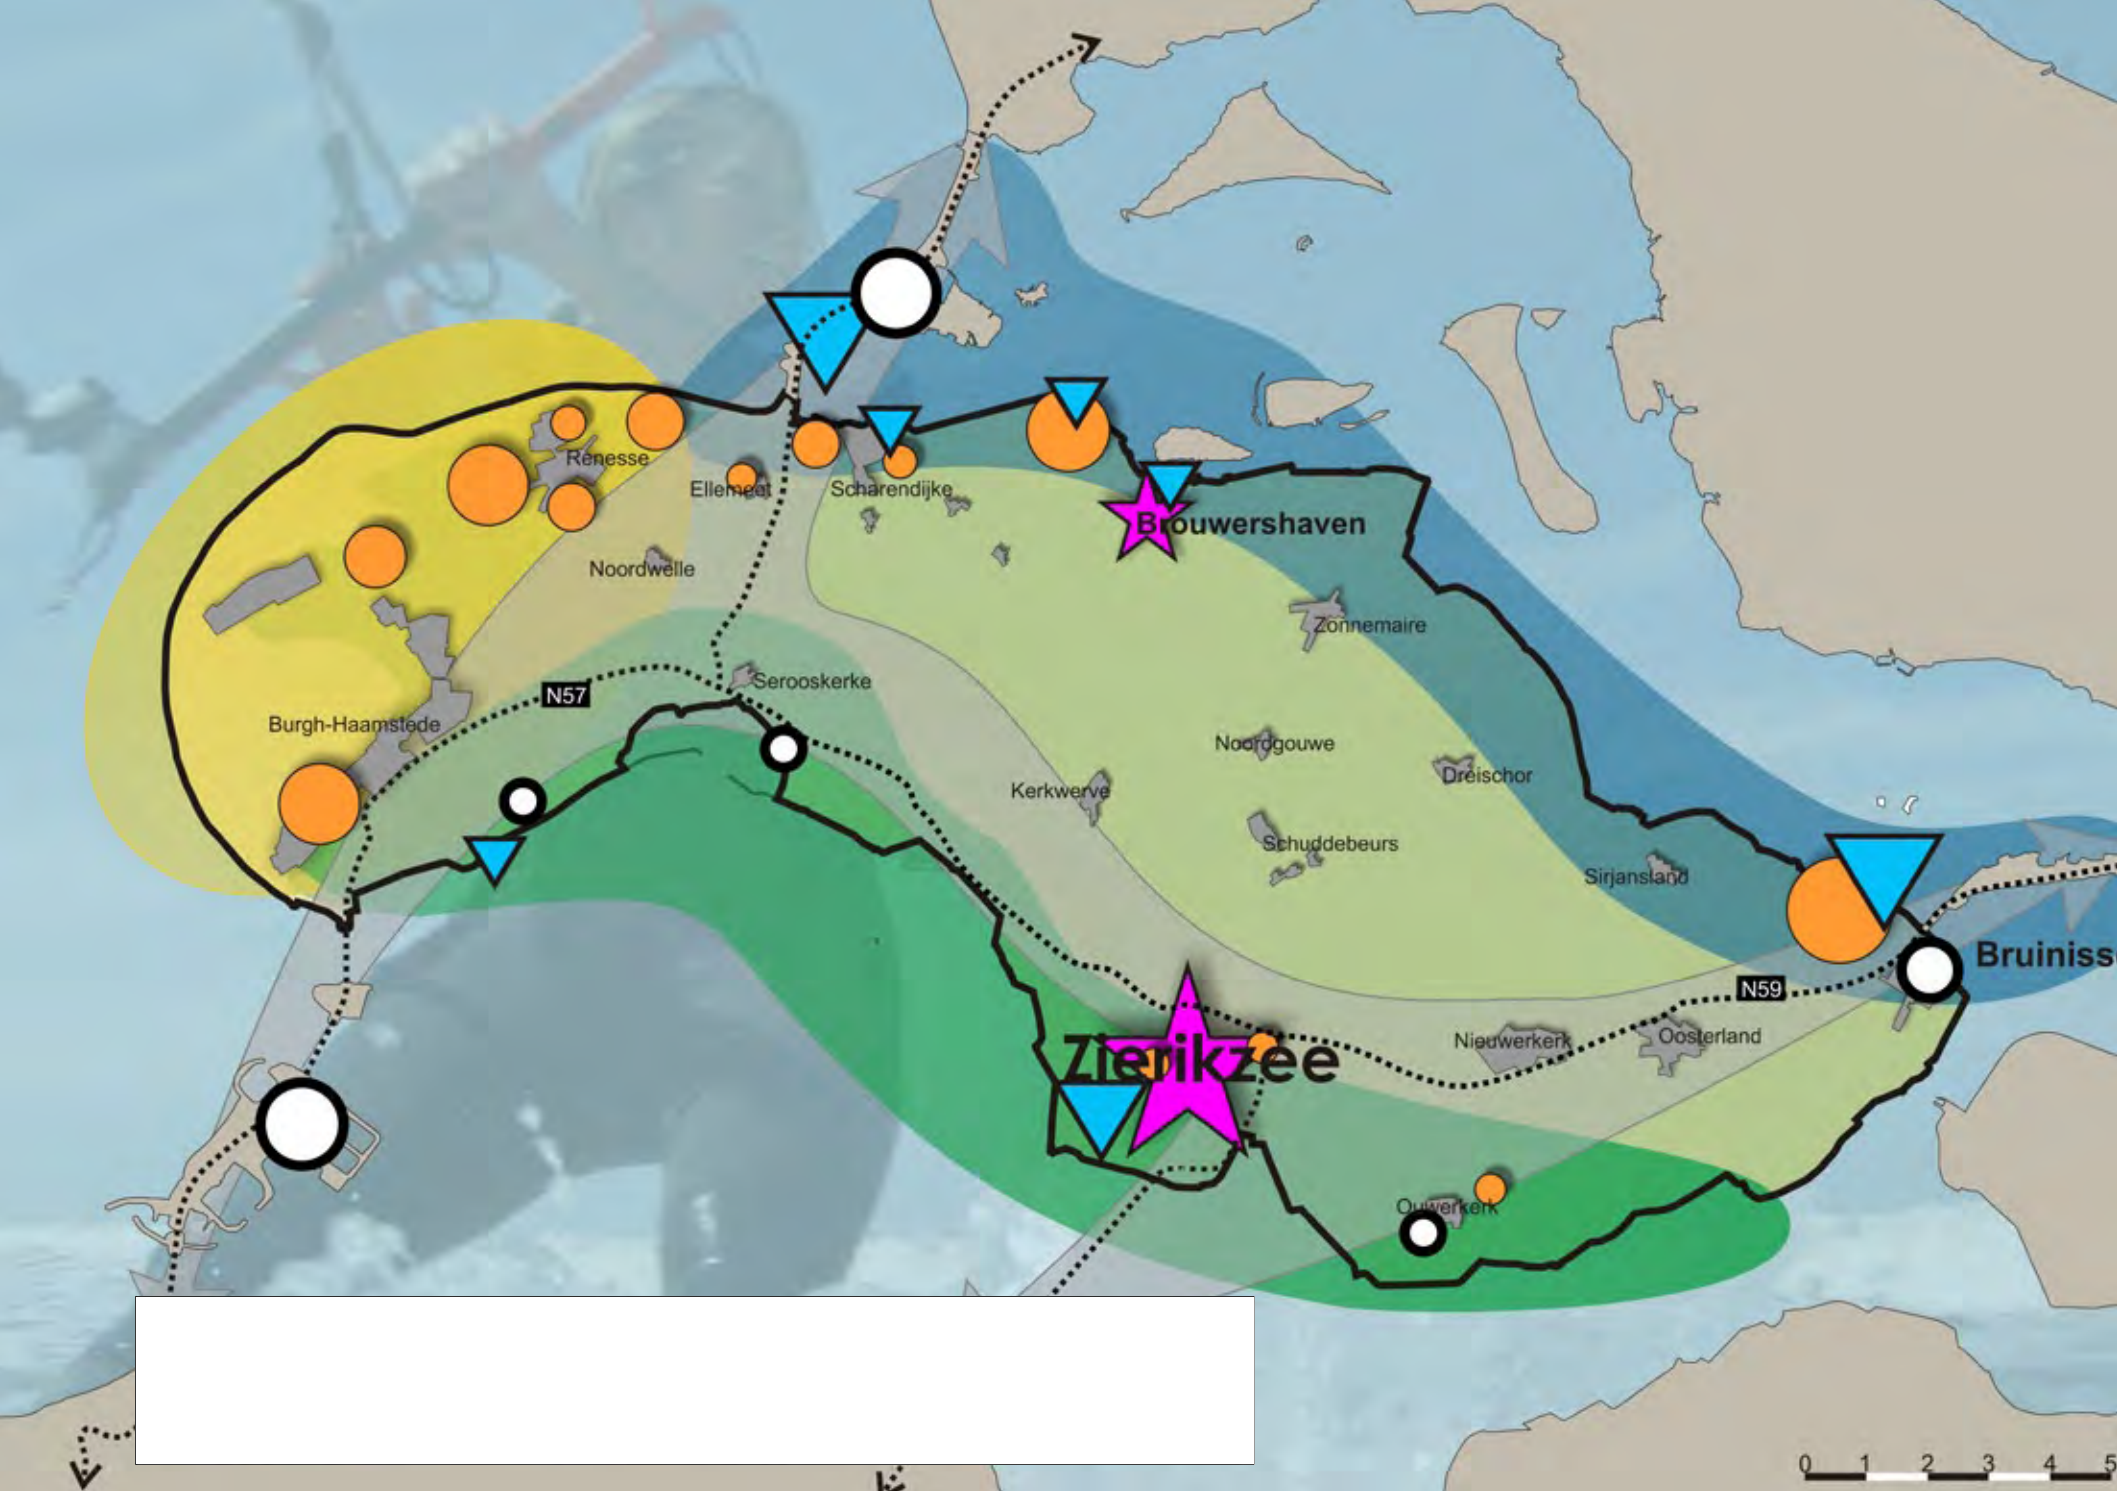 Renesse
Ellemeet
Scharendijke
Brouwershaven
Noordwelle
Zonnemaire
Serooskerke
N57
Burgh-Haamstede
Noordgouwe
Dreischor
Kerkwerve
Schuddebeurs
Sirjansland
Bruiniss
N59
Zierikzee
Nieuwerkerk
Oosterland
Ouwerkerk
0 1 2 3 4 5